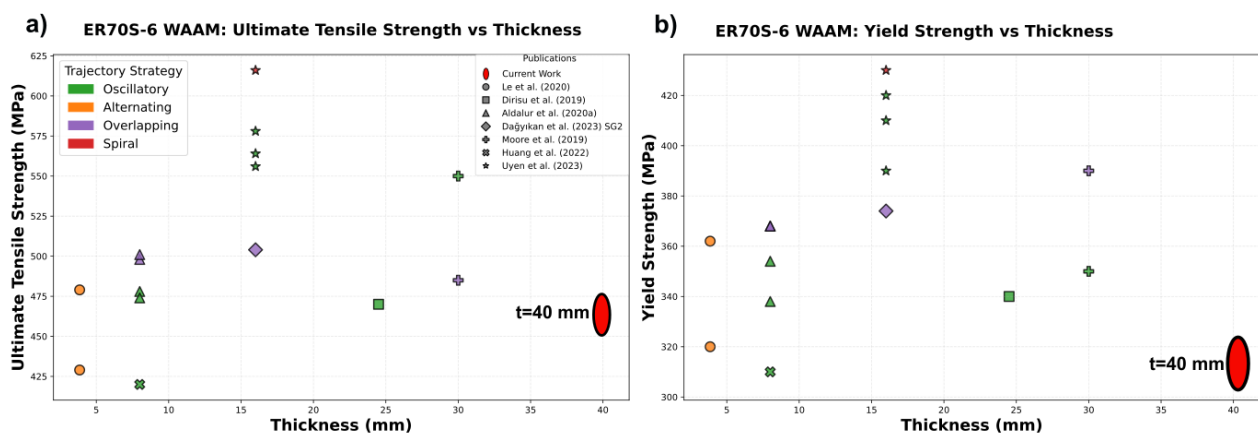 a) ER70S-6 WAAM: Ultimate Tensile Strength vs Thickness
Ultimate Tensile Strength (MPa)
625
600
575
550
525
500
475
450
425
Trajectory Strategy
Oscillatory
Alternating
Overlapping
Spiral
Publications
Current Work
Le et al. (2020)
Dirisu et al. (2019)
Aldalur et al. (2020a)
Dağyıkan et al. (2023) SG2
Moore et al. (2019)
Huang et al. (2022)
Uyen et al. (2023)
t=40 mm
5 10 15 20 25 30 35 40
Thickness (mm)
b) ER70S-6 WAAM: Yield Strength vs Thickness
Yield Strength (MPa)
420
400
380
360
340
320
300
t=40 mm
5 10 15 20 25 30 35 40
Thickness (mm)